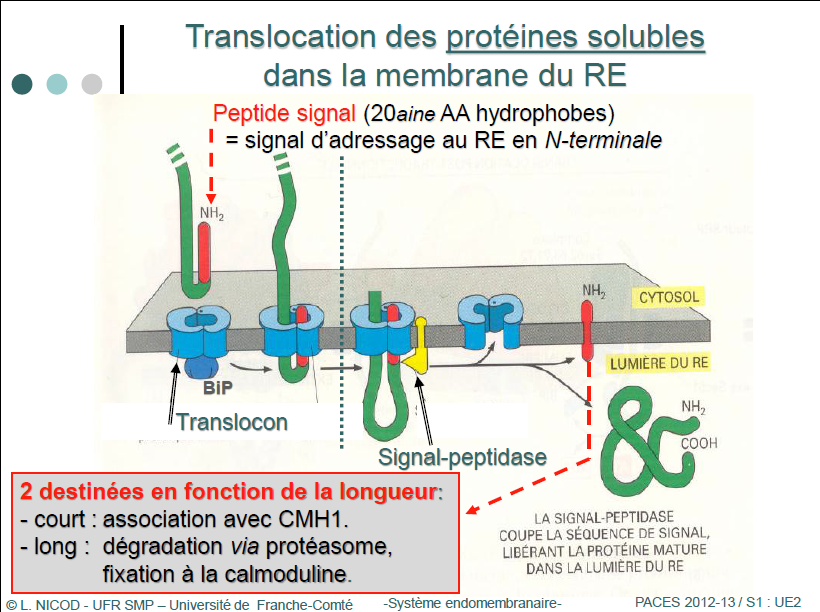 Translocation des protéines solubles
dans la membrane du RE
Peptide signal (20aine AA hydrophobes)
= signal d’adressage au RE en N-terminale
NH2
NH2
CYTOSOL
LUMIÈRE DU RE
BiP
Translocon
Signal-peptidase
NH2
COOH
2 destinées en fonction de la longueur:
- court : association avec CMH1.
- long : dégradation via protéasome,
fixation à la calmoduline.
LA SIGNAL-PEPTIDASE
COUPE LA SÉQUENCE DE SIGNAL,
LIBÉRANT LA PROTÉINE MATURE
DANS LA LUMIÈRE DU RE
© L. NICOD - UFR SMP – Université de Franche-Comté
-Système endomembranaire-
PACES 2012-13 / S1 : UE2